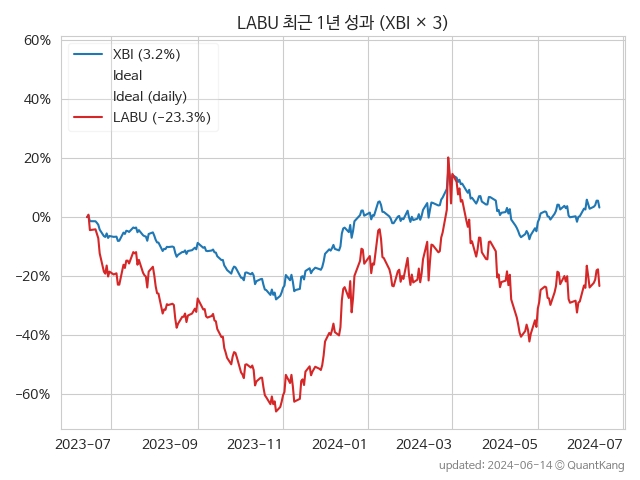 LABU 최근 1년 성과 (XBI × 3)
60%
40%
20%
0%
−20%
−40%
−60%
XBI (3.2%)
Ideal
Ideal (daily)
LABU (−23.3%)
2023-07 2023-09 2023-11 2024-01 2024-03 2024-05 2024-07
updated: 2024-06-14 © QuantKang